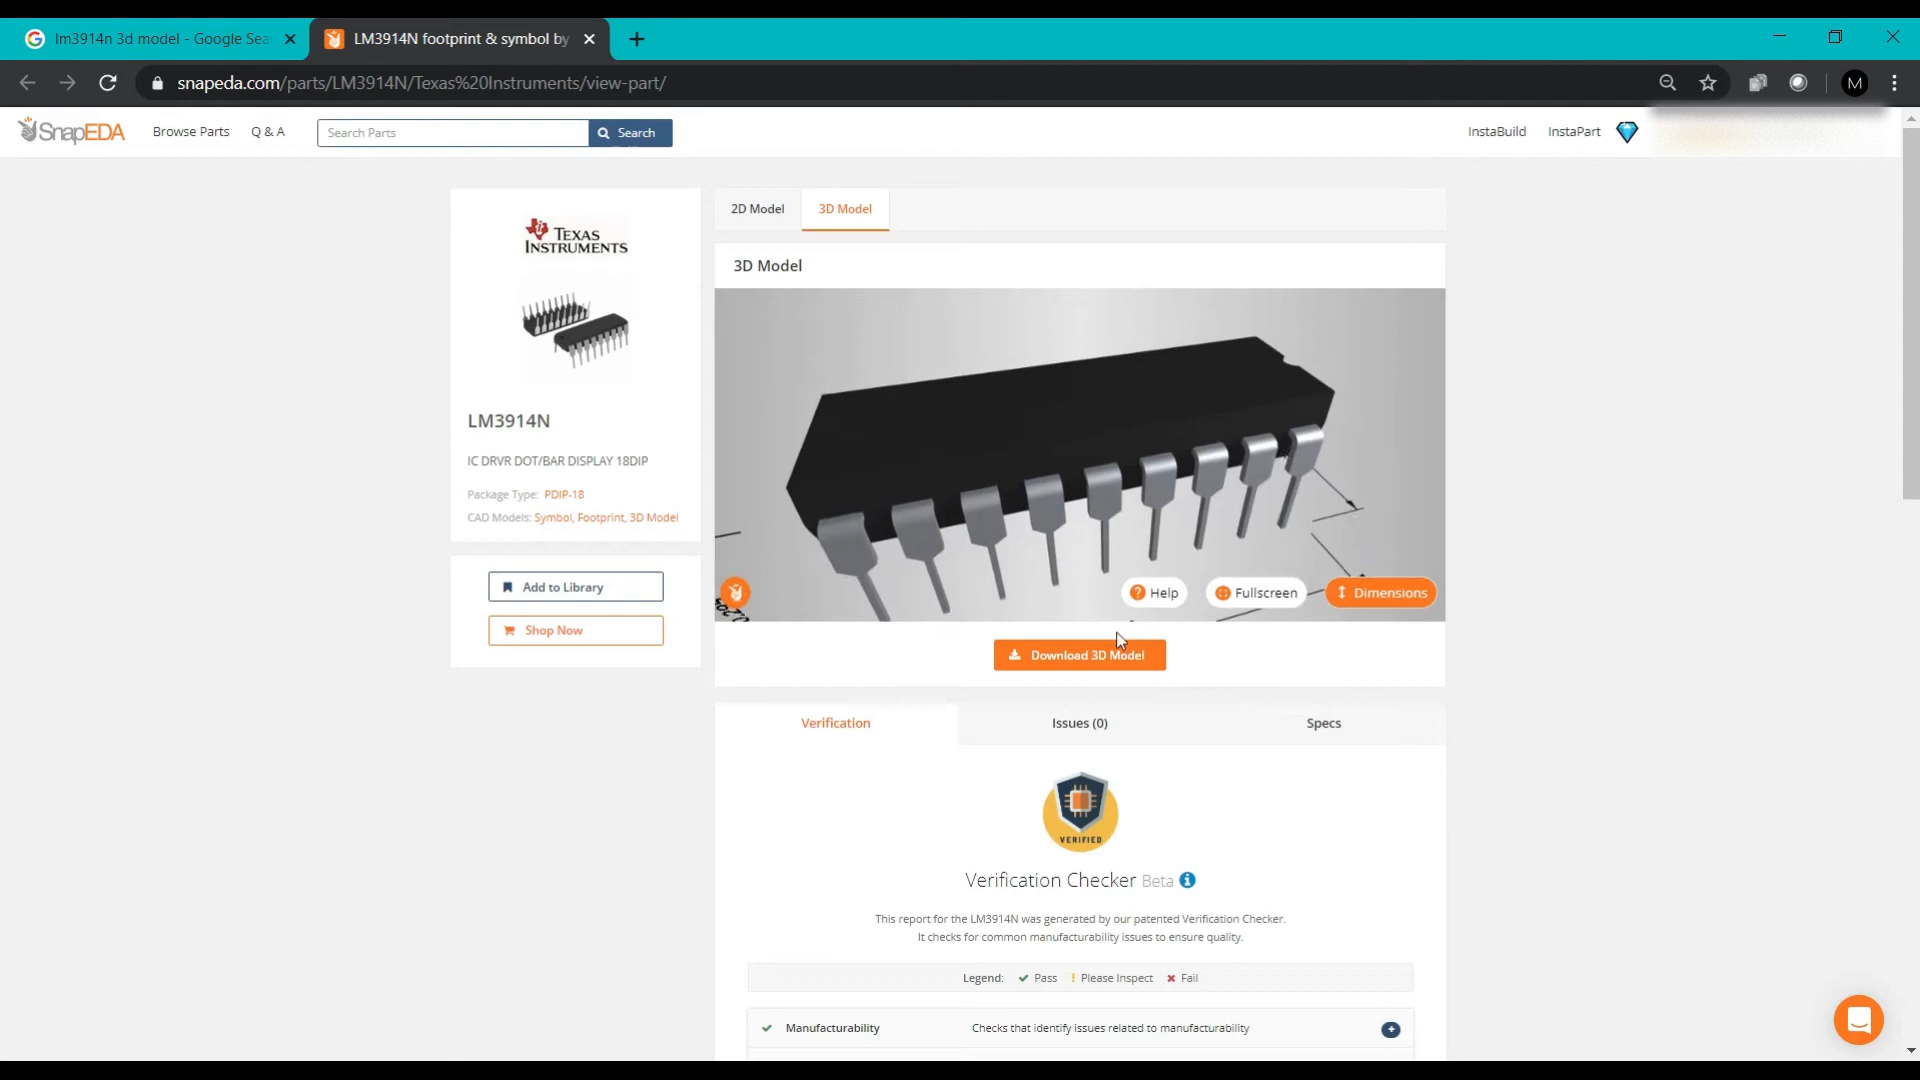 lm3914n 3d model - Google Sea
LM3914N footprint & symbol by
snapeda.com/parts/LM3914N/Texas%20Instruments/view-part/
M
SnapEDA
Browse Parts
Q & A
Search Parts
Search
InstaBuild
InstaPart
TEXAS
INSTRUMENTS
LM3914N
IC DRVR DOT/BAR DISPLAY 18DIP
Package Type: PDIP-18
CAD Models: Symbol, Footprint, 3D Model
Add to Library
Shop Now
2D Model
3D Model
3D Model
Help
Fullscreen
Dimensions
Download 3D Model
Verification
Issues (0)
Specs
VERIFIED
Verification Checker Beta
This report for the LM3914N was generated by our patented Verification Checker.
It checks for common manufacturability issues to ensure quality.
Legend: Pass Please Inspect Fail
Manufacturability
Checks that identify issues related to manufacturability